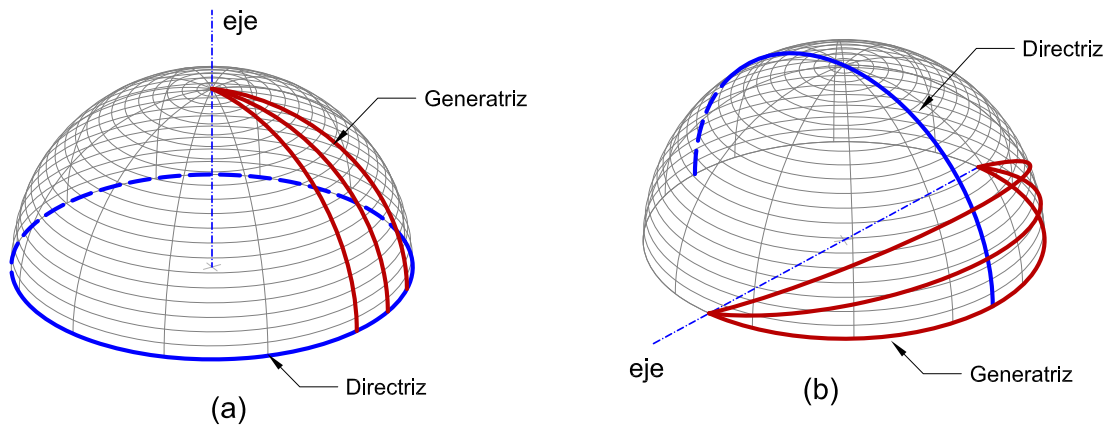 eje
Generatriz
Directriz
(a)
Directriz
eje
Generatriz
(b)